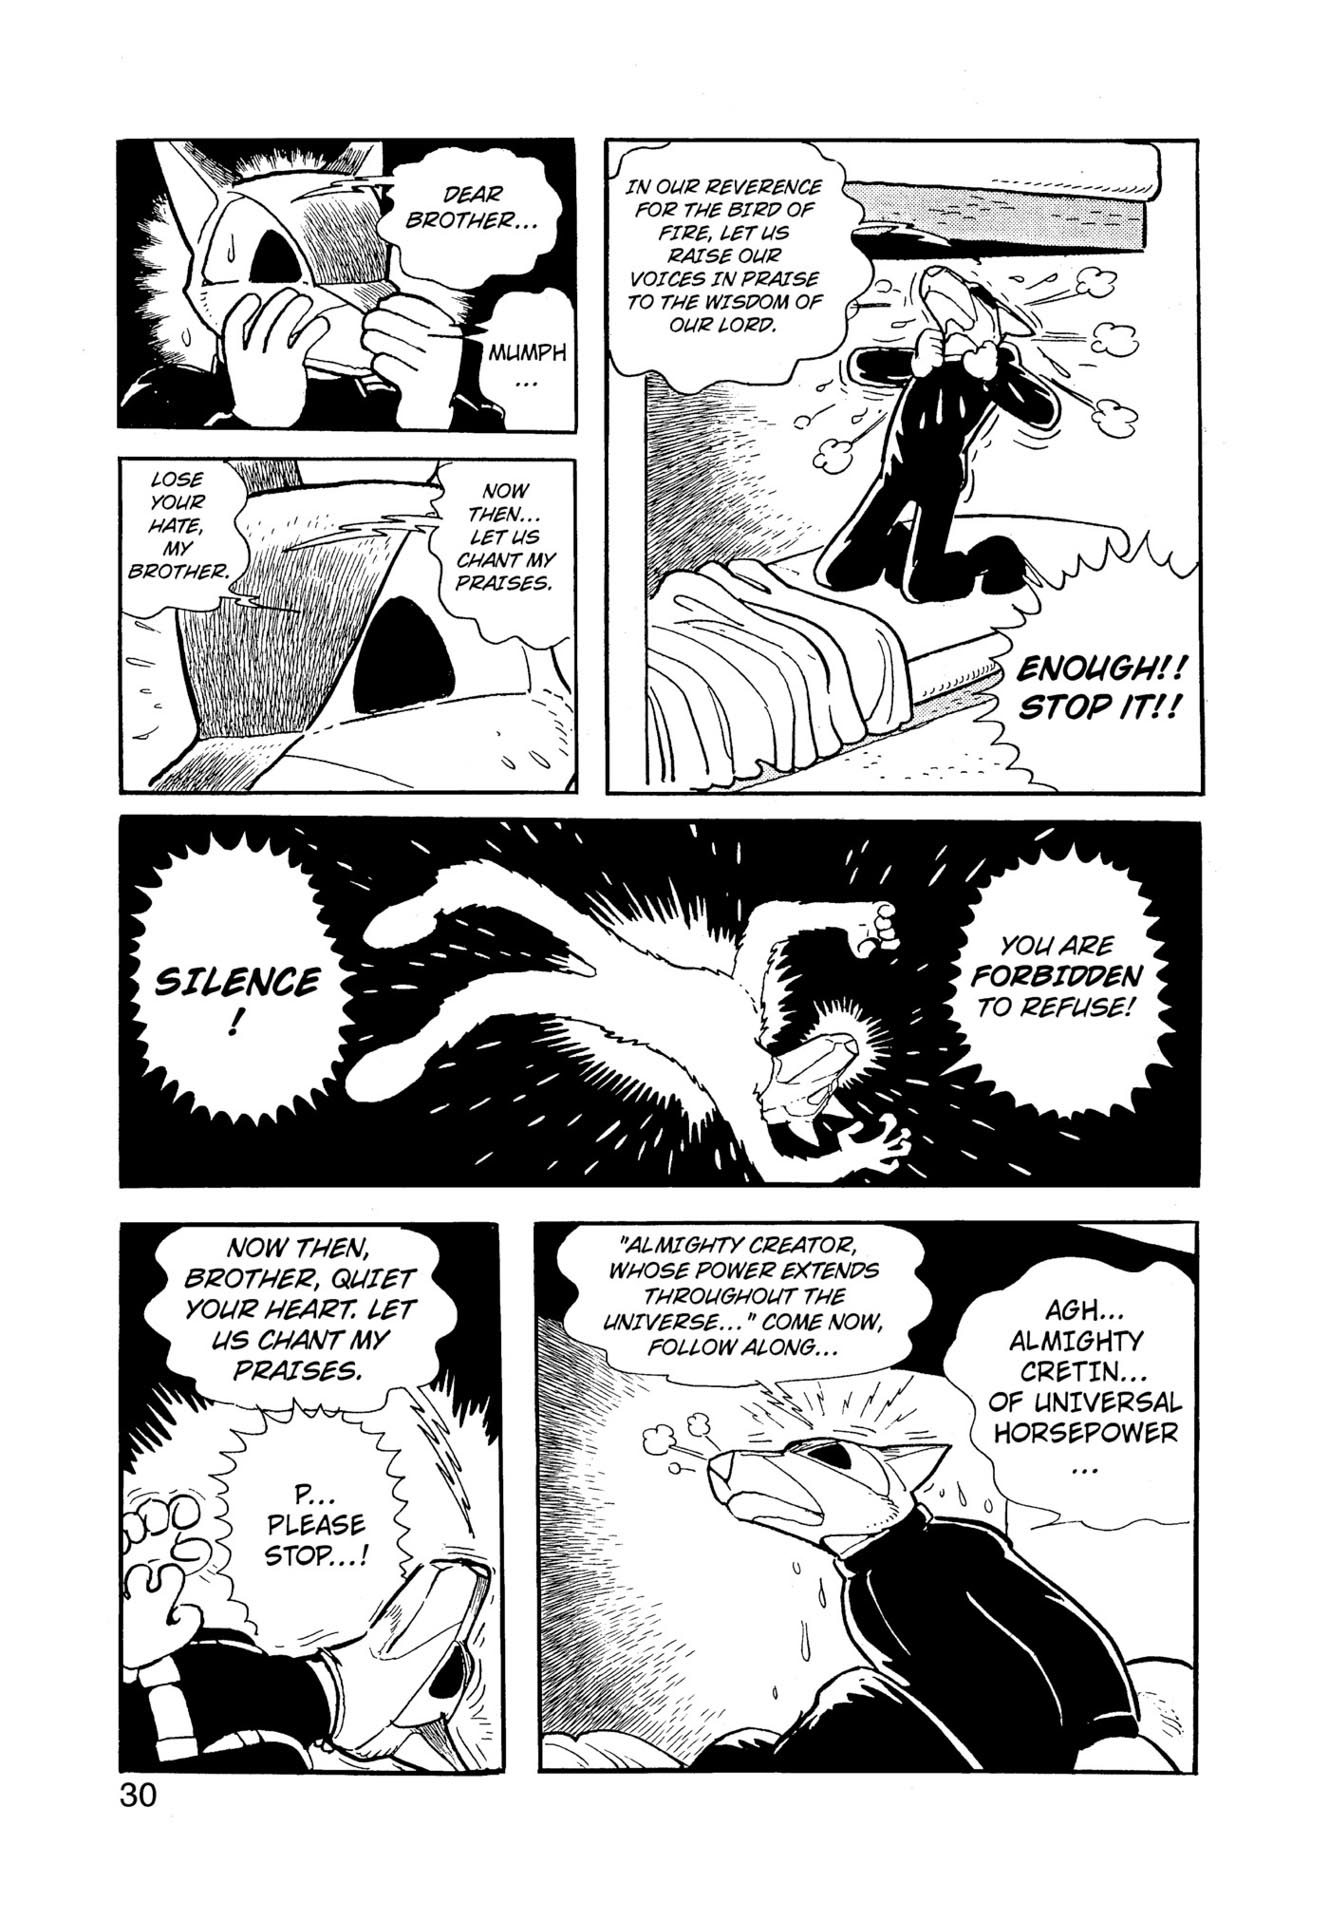 DEAR
BROTHER...
MUMPH
...
LOSE
YOUR
HATE,
MY
BROTHER.
NOW
THEN...
LET US
CHANT MY
PRAISES.
IN OUR REVERENCE
FOR THE BIRD OF
FIRE, LET US
RAISE OUR
VOICES IN PRAISE
TO THE WISDOM OF
OUR LORD.
ENOUGH!!
STOP IT!!
SILENCE
!
YOU ARE
FORBIDDEN
TO REFUSE!
NOW THEN,
BROTHER, QUIET
YOUR HEART. LET
US CHANT MY
PRAISES.
P...
PLEASE
STOP...!
"ALMIGHTY CREATOR,
WHOSE POWER EXTENDS
THROUGHOUT THE
UNIVERSE..." COME NOW,
FOLLOW ALONG...
AGH...
ALMIGHTY
CRETIN...
OF UNIVERSAL
HORSEPOWER
...
30